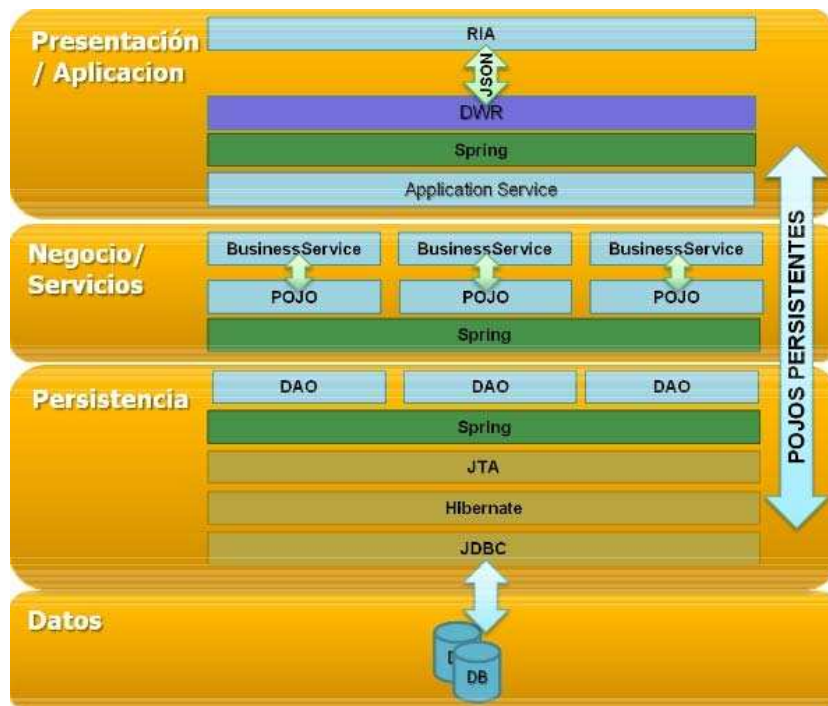 Presentación
/ Aplicacion
RIA
JSON
DWR
Spring
Application Service
Negocio/
Servicios
BusinessService
BusinessService
BusinessService
POJO
POJO
POJO
Spring
POJOS PERSISTENTES
Persistencia
DAO
DAO
DAO
Spring
JTA
Hibernate
JDBC
Datos
DB